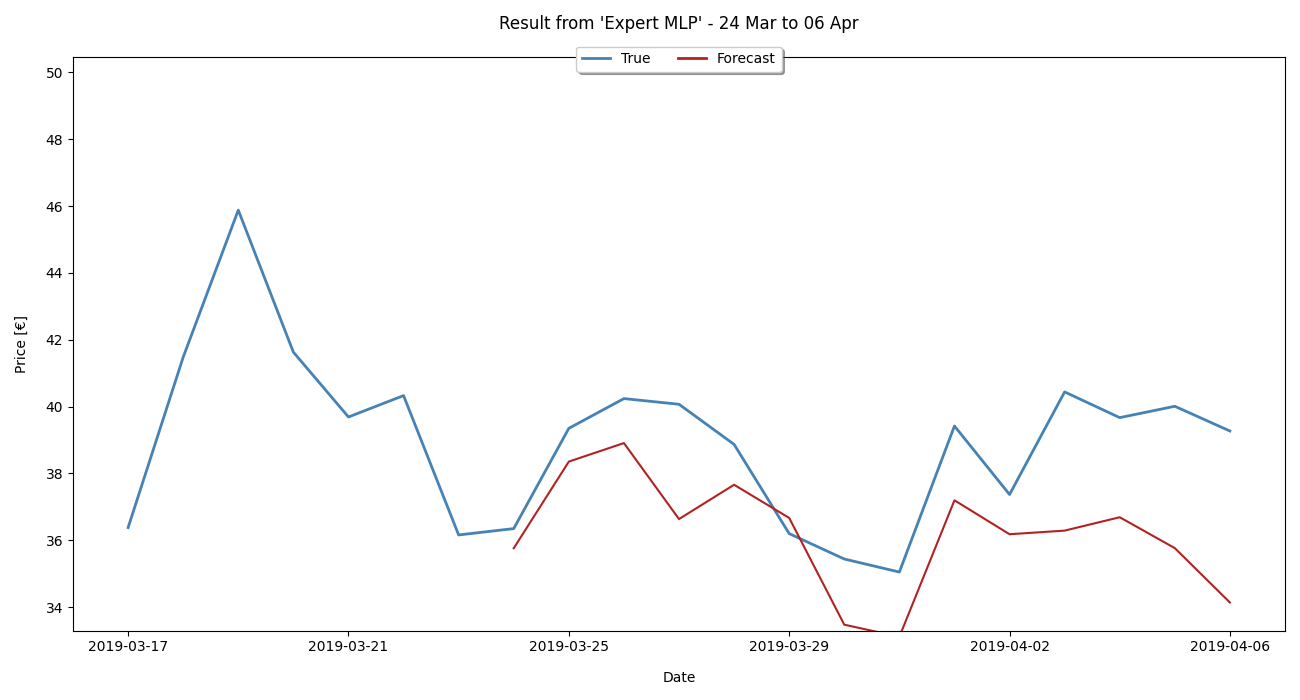 Result from 'Expert MLP' - 24 Mar to 06 Apr
True Forecast
50
48
46
44
42
40
38
36
34
Price [€]
2019-03-17 2019-03-21 2019-03-25 2019-03-29 2019-04-02 2019-04-06
Date